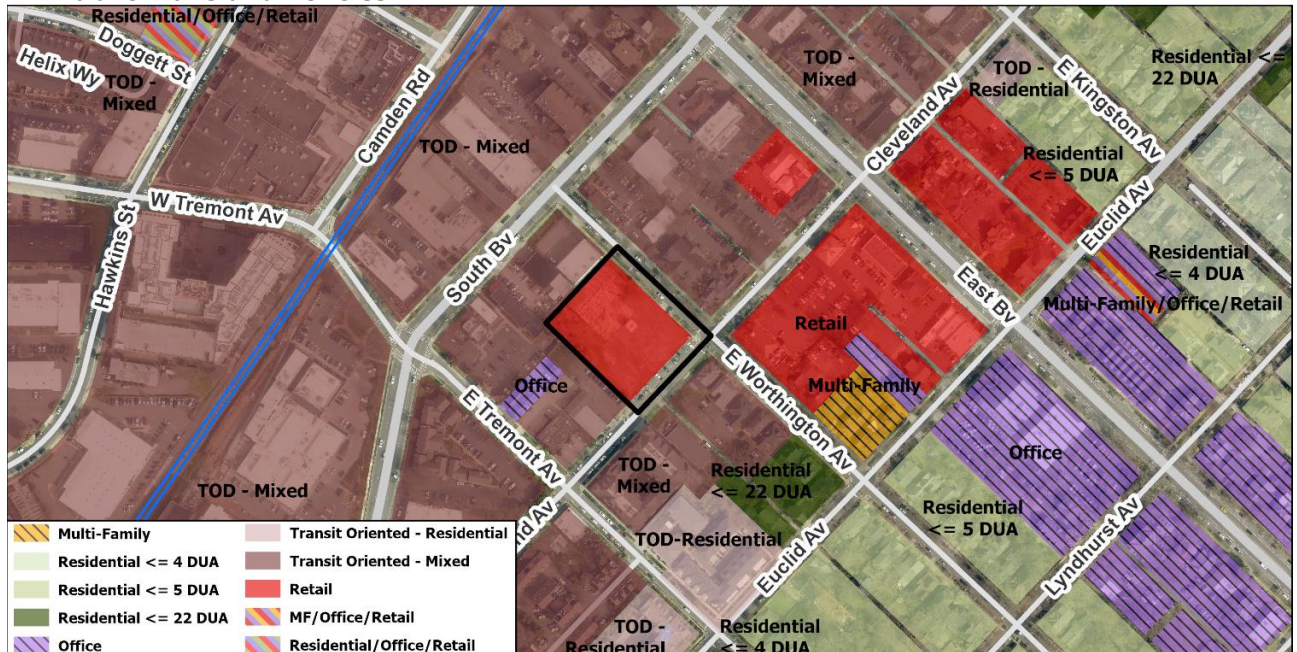 Residential/Office/Retail
Doggett St
Helix Wy
TOD -
Mixed
Camden Rd
TOD - Mixed
W Tremont Av
Hawkins St
South Bv
TOD -
Mixed
Cleveland Av
TOD -
Residential
E Kingston Av
Residential <=
22 DUA
Residential
<= 5 DUA
Euclid Av
Residential
<= 4 DUA
Multi-Family/Office/Retail
East Bv
Retail
Multi-Family
E Worthington Av
Office
E Tremont Av
Office
TOD - Mixed
TOD -
Mixed
Residential
<= 22 DUA
Residential
<= 5 DUA
Lyndhurst Av
TOD-Residential
Euclid Av
nd Av
TOD -
Residential
Residential
<= 4 DUA
Multi-Family
Residential <= 4 DUA
Residential <= 5 DUA
Residential <= 22 DUA
Office
Transit Oriented - Residential
Transit Oriented - Mixed
Retail
MF/Office/Retail
Residential/Office/Retail